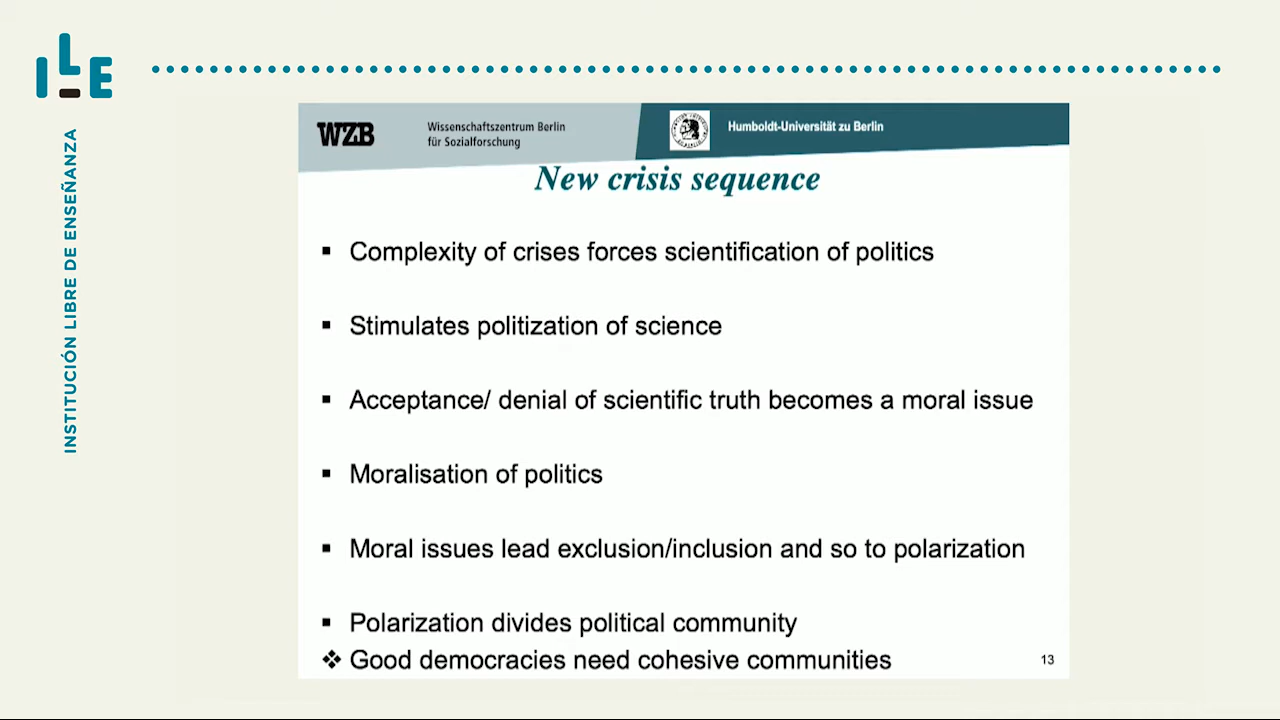 ILE
INSTITUCIÓN LIBRE DE ENSEÑANZA
WZB
Wissenschaftszentrum Berlin
für Sozialforschung
Humboldt-Universität zu Berlin
New crisis sequence
▪ Complexity of crises forces scientification of politics
▪ Stimulates politization of science
▪ Acceptance/ denial of scientific truth becomes a moral issue
▪ Moralisation of politics
▪ Moral issues lead exclusion/inclusion and so to polarization
▪ Polarization divides political community
❖ Good democracies need cohesive communities
13